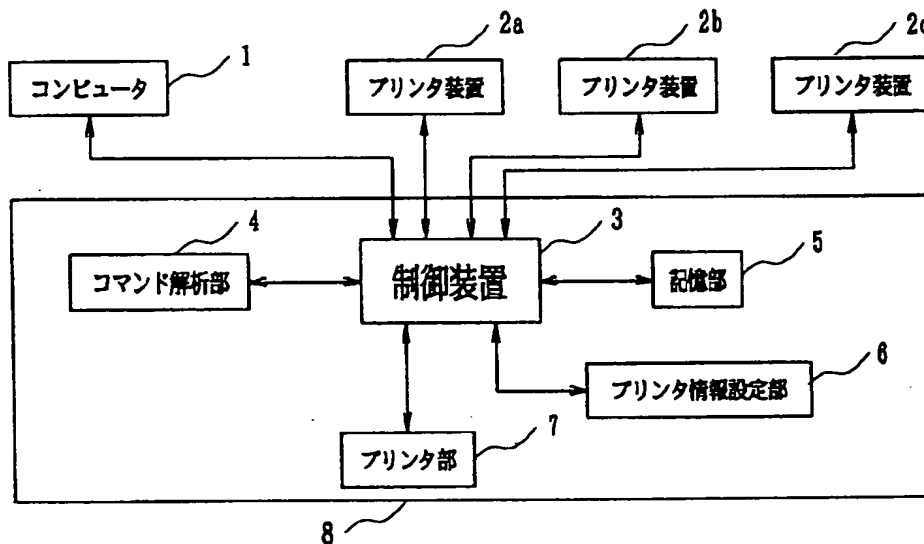 1
コンピュータ
2a
プリンタ装置
2b
プリンタ装置
2c
プリンタ装置
4
コマンド解析部
3
制御装置
5
記憶部
6
プリンタ情報設定部
7
プリンタ部
8